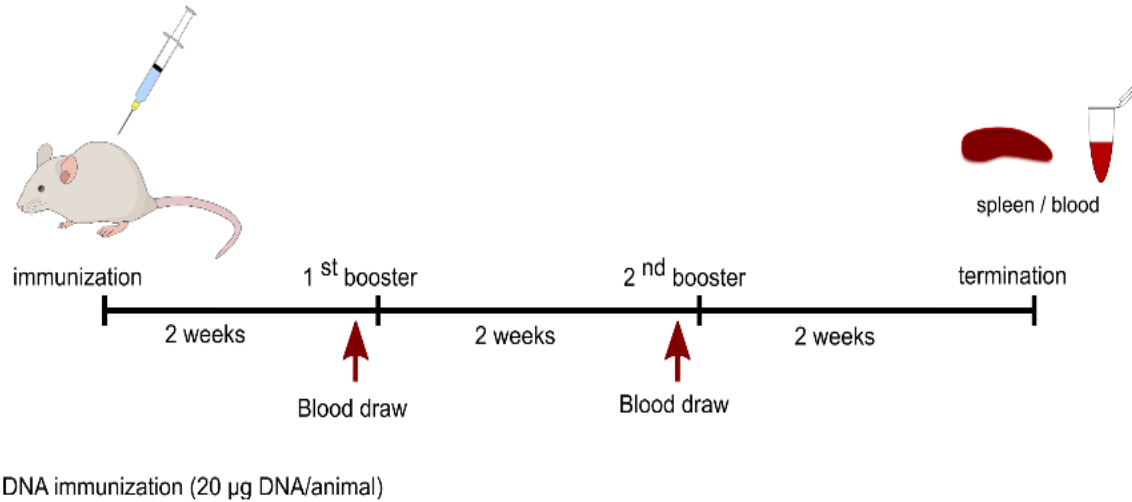 spleen / blood
immunization
1 st booster
2 nd booster
termination
2 weeks
2 weeks
2 weeks
Blood draw
Blood draw
DNA immunization (20 µg DNA/animal)